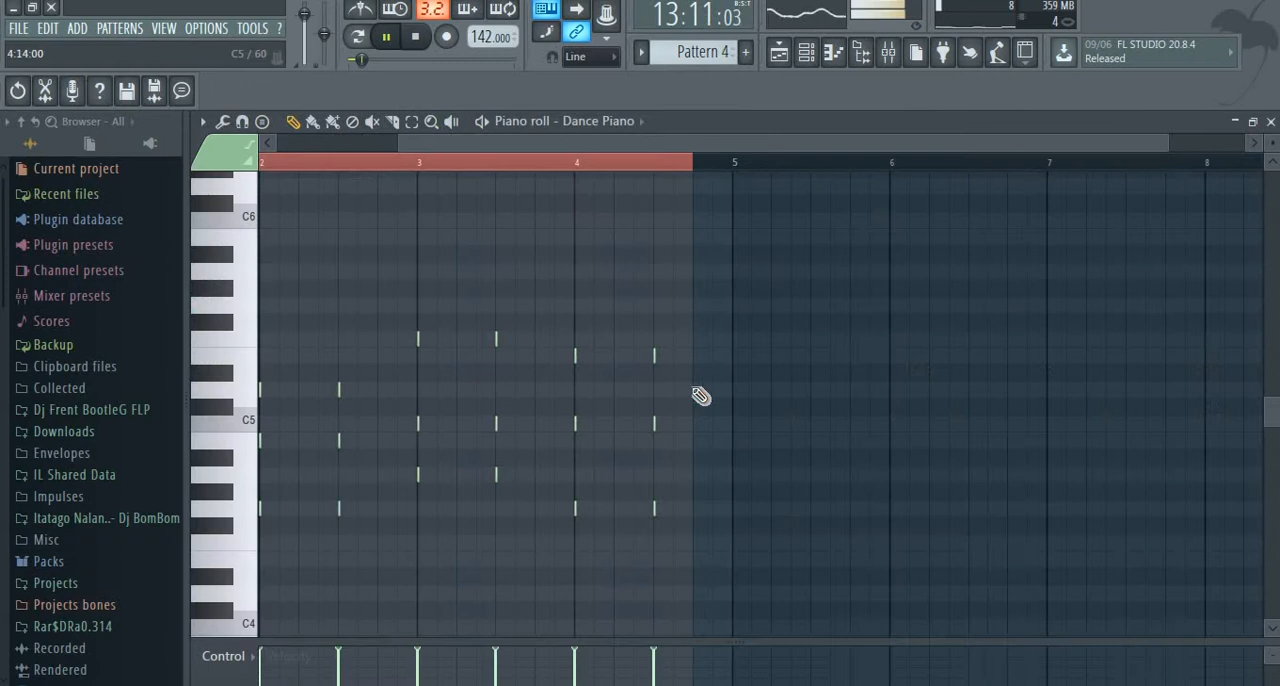 3.2.
13:11:03
B:S:T
8
359 MB
4
FILE EDIT ADD PATTERNS VIEW OPTIONS TOOLS ?
142.000
Pattern 4
Line
09/06 FL STUDIO 20.8.4
Released
4:14:00
C5 / 60
Browser - All
Piano roll - Dance Piano
2 3 4 5 6 7 8
Current project
Recent files
Plugin database
Plugin presets
Channel presets
Mixer presets
Scores
Backup
Clipboard files
Collected
Dj Frent BootleG FLP
Downloads
Envelopes
IL Shared Data
Impulses
Itatago Nalan..- Dj BomBom
Misc
Packs
Projects
Projects bones
Rar$DRa0.314
Recorded
Rendered
C6
C5
C4
Control
Velocity